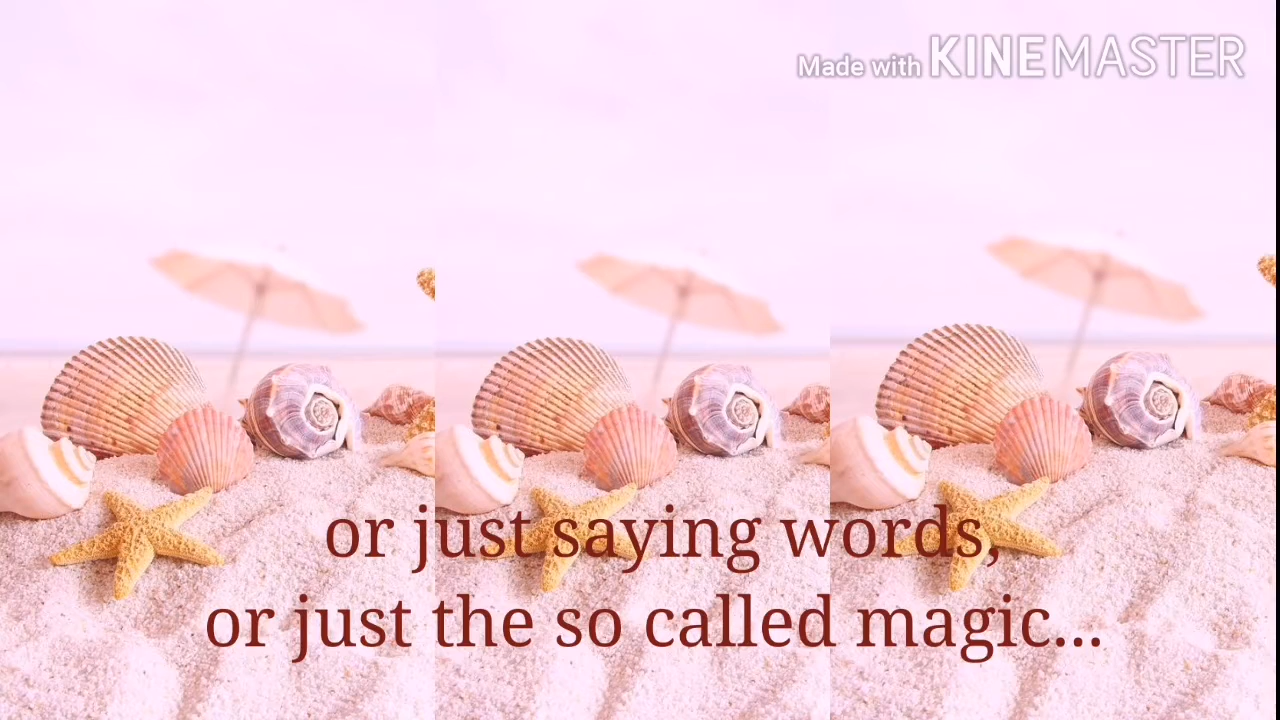 Made with KINEMASTER
or just saying words,
or just the so called magic...